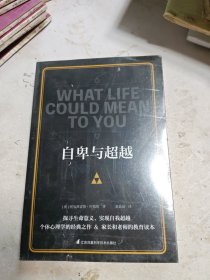 WHAT LIFE
COULD MEAN
TO YOU
自卑与超越
探寻生命意义，实现自我超越
个体心理学的经典之作 & 家长和老师的教育读本